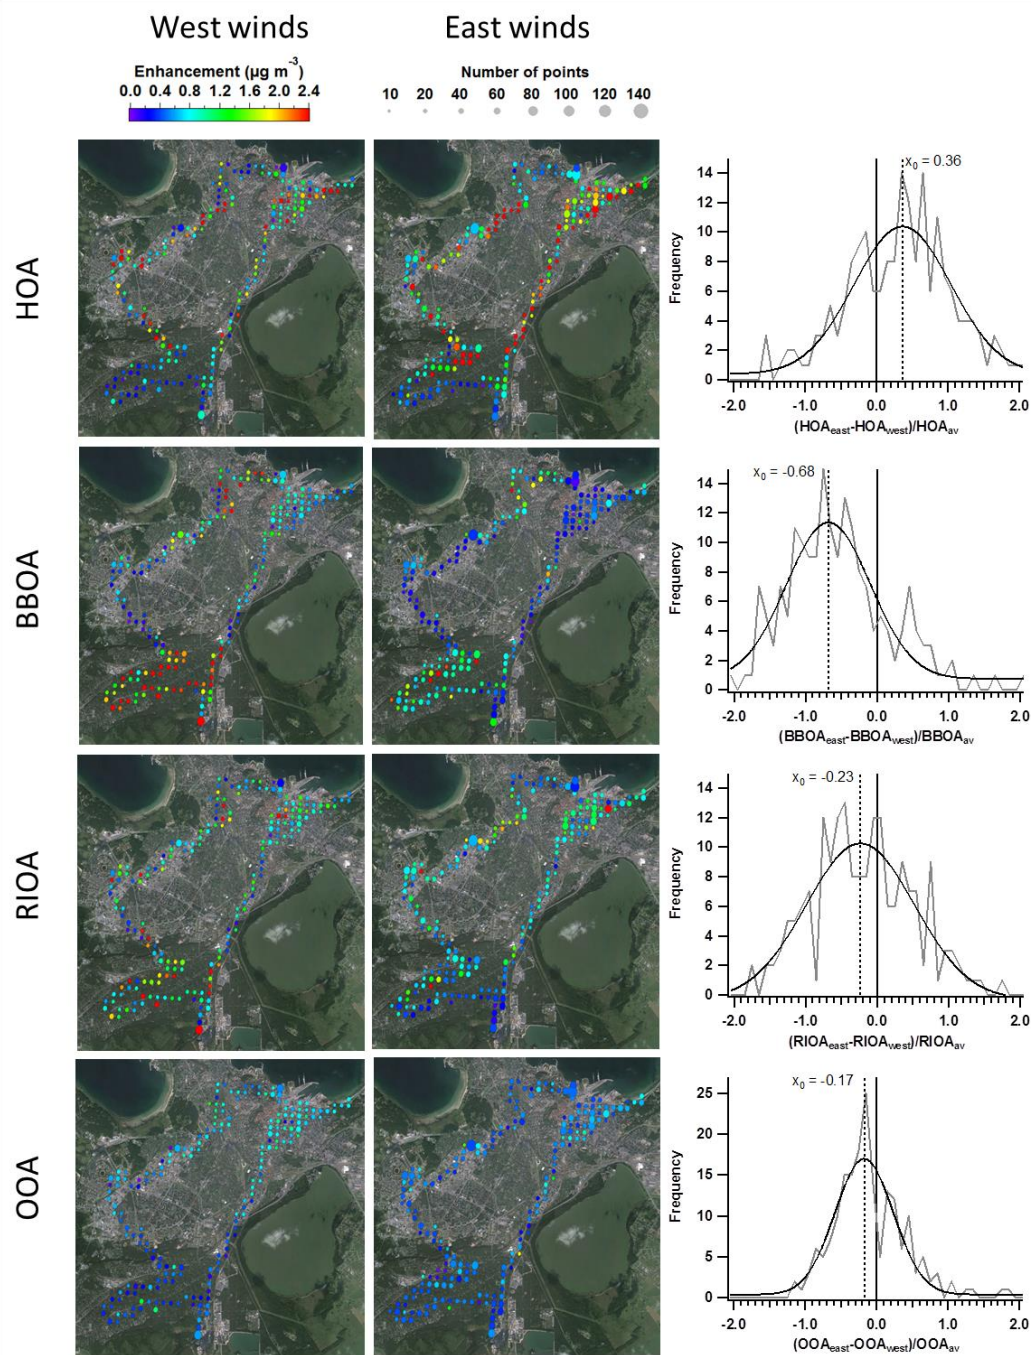 West winds
East winds
Enhancement (µg m-3)
0.0 0.4 0.8 1.2 1.6 2.0 2.4
Number of points
10 20 40 60 80 100 120 140
HOA
x0 0.36
14
12
10
8
6
4
2
0
Frequency
-2.0 -1.0 0.0 1.0 2.0
(HOAeast-HOAwest)/HOAav
BBOA
x0 = -0.68
14
12
10
8
6
4
2
0
Frequency
-2.0 -1.0 0.0 1.0 2.0
(BBOAeast-BBOAwest)/BBOAav
RIOA
x0 = -0.23
14
12
10
8
6
4
2
0
Frequency
-2.0 -1.0 0.0 1.0 2.0
(RIOAeast-RIOAwest)/RIOAav
OOA
x0 = -0.17
25
20
15
10
5
0
Frequency
-2.0 -1.0 0.0 1.0 2.0
(OOAeast-OOAwest)/OOAav